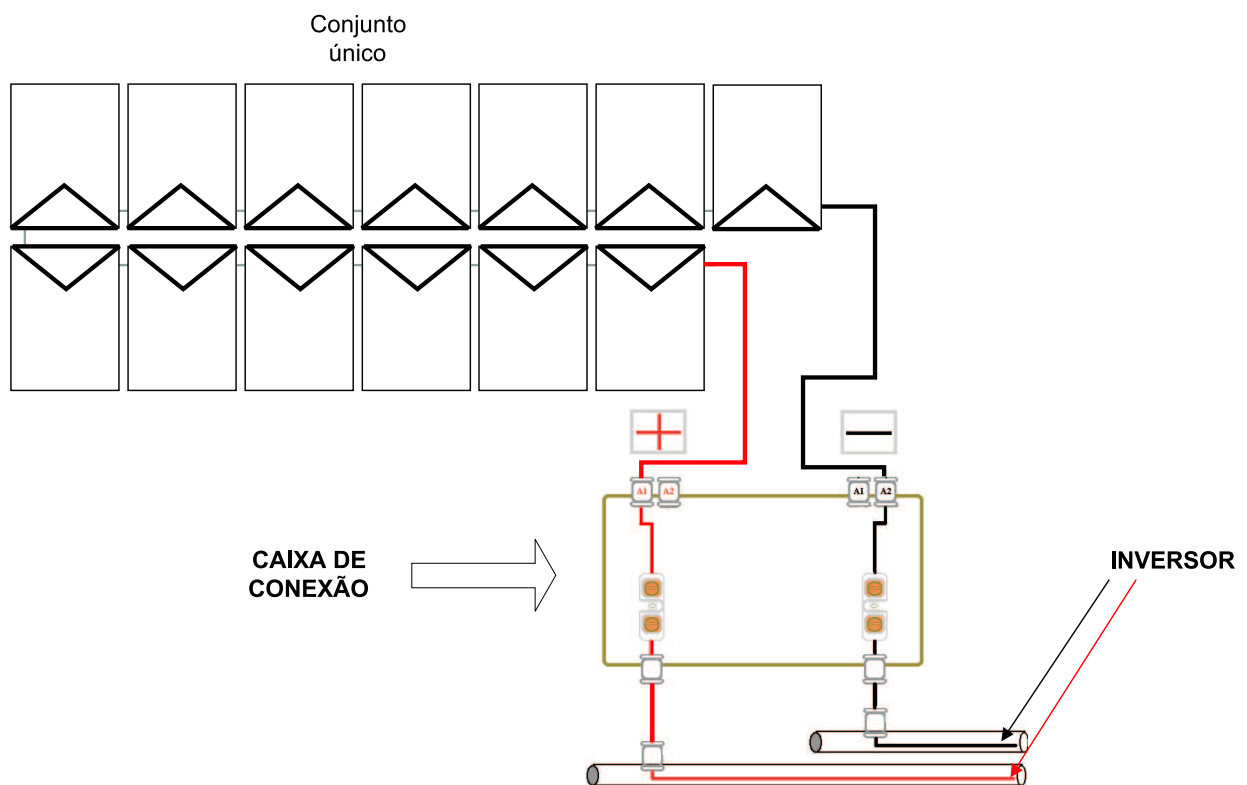 Conjunto
único
+
A1 A2
A1 A2
CAIXA DE
CONEXÃO
INVERSOR